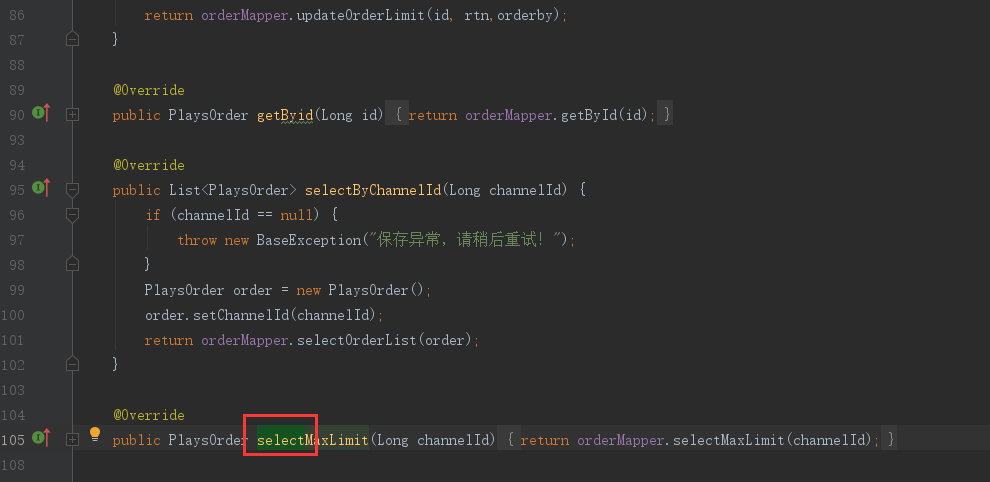 86 return orderMapper.updateOrderLimit(id, rtn,orderby);
87 }
88
89 @Override
90 public PlaysOrder getByid(Long id) { return orderMapper.getById(id); }
93
94 @Override
95 public List<PlaysOrder> selectByChannelId(Long channelId) {
96 if (channelId == null) {
97 throw new BaseException("保存异常，请稍后重试！");
98 }
99 PlaysOrder order = new PlaysOrder();
100 order.setChannelId(channelId);
101 return orderMapper.selectOrderList(order);
102 }
103
104 @Override
105 public PlaysOrder selectMaxLimit(Long channelId) { return orderMapper.selectMaxLimit(channelId); }
108